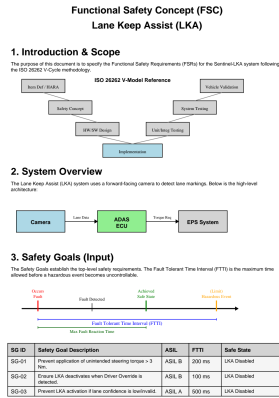 Functional Safety Concept (FSC)
Lane Keep Assist (LKA)
1. Introduction & Scope
The purpose of this document is to specify the Functional Safety Requirements (FSRs) for the Sentinel-LKA system following
the ISO 26262 V-Cycle methodology.
ISO 26262 V-Model Reference
Item Def / HARA
Vehicle Validation
Safety Concept
System Testing
HW/SW Design
Unit/Integ Testing
Implementation
2. System Overview
The Lane Keep Assist (LKA) system uses a forward-facing camera to detect lane markings. Below is the high-level
architecture:
Camera
Lane Data
ADAS
ECU
Torque Req
EPS System
3. Safety Goals (Input)
The Safety Goals establish the top-level safety requirements. The Fault Tolerant Time Interval (FTTI) is the maximum time
allowed before a hazardous event becomes uncontrollable.
Fault Detected
Achieved
Safe State
Hazardous Event
Fault Tolerant Time Interval (FTTI)
Max Fault Reaction Time
SG ID Safety Goal Description ASIL FTTI Safe State
SG-01 Prevent application of unintended steering torque > 3
Nm. ASIL B 200 ms LKA Disabled
SG-02 Ensure LKA deactivates when Driver Override is
detected. ASIL B 100 ms LKA Disabled
SG-03 Prevent LKA activation if lane confidence is low/invalid. ASIL A 500 ms LKA Disabled